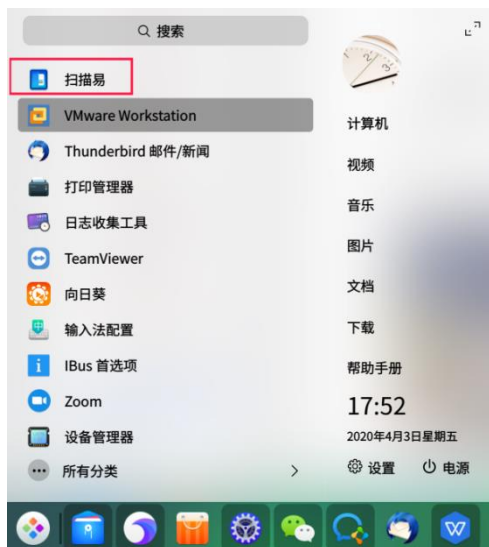 搜索
扫描易
VMware Workstation
Thunderbird 邮件/新闻
打印管理器
日志收集工具
TeamViewer
向日葵
输入法配置
IBus 首选项
Zoom
设备管理器
所有分类
计算机
视频
音乐
图片
文档
下载
帮助手册
17:52
2020年4月3日星期五
设置 电源